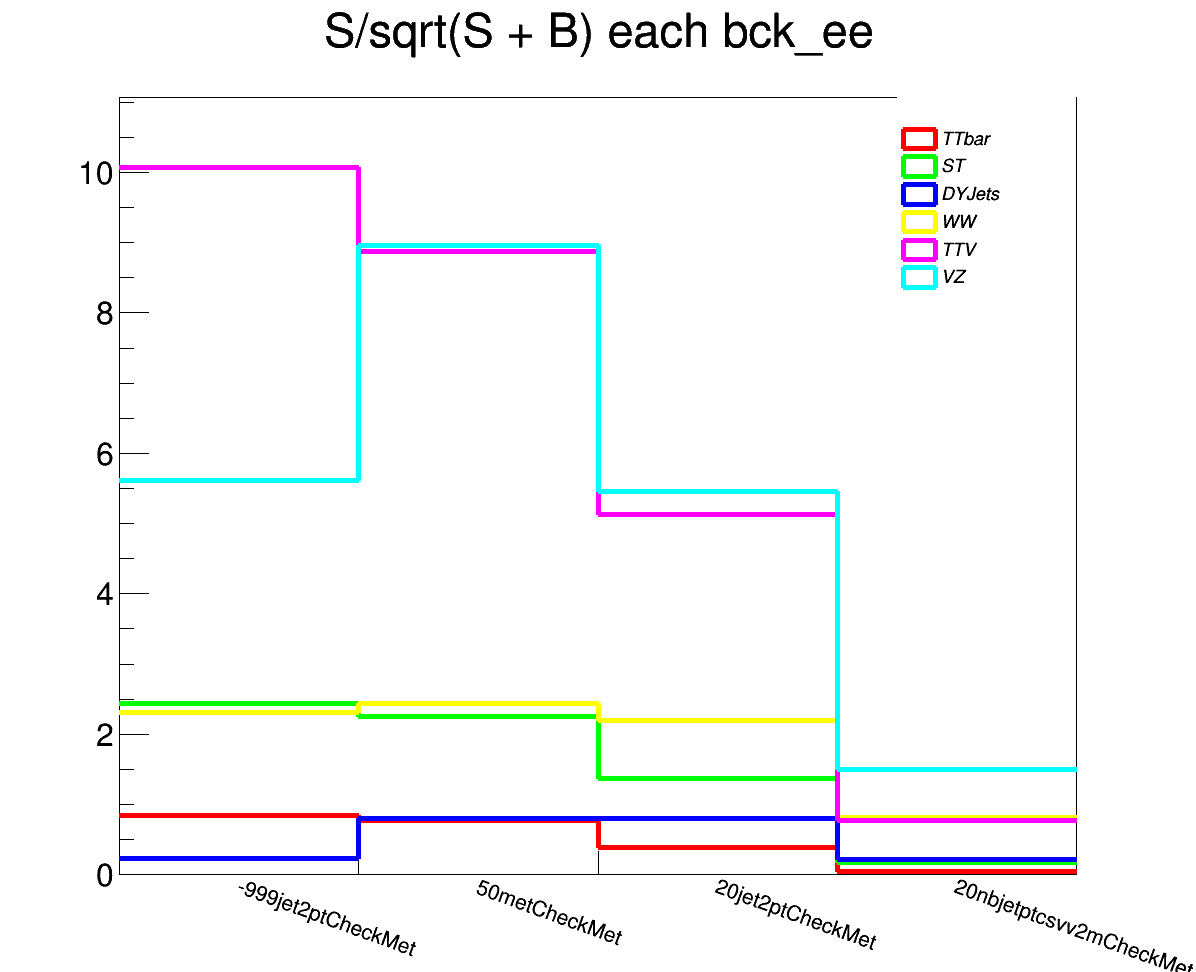 S/sqrt(S + B) each bck_ee
TTbar
ST
DYJets
WW
TTV
VZ
10
8
6
4
2
0
-999jet2ptCheckMet
50metCheckMet
20jet2ptCheckMet
20nbjetptcsvv2mCheckMet